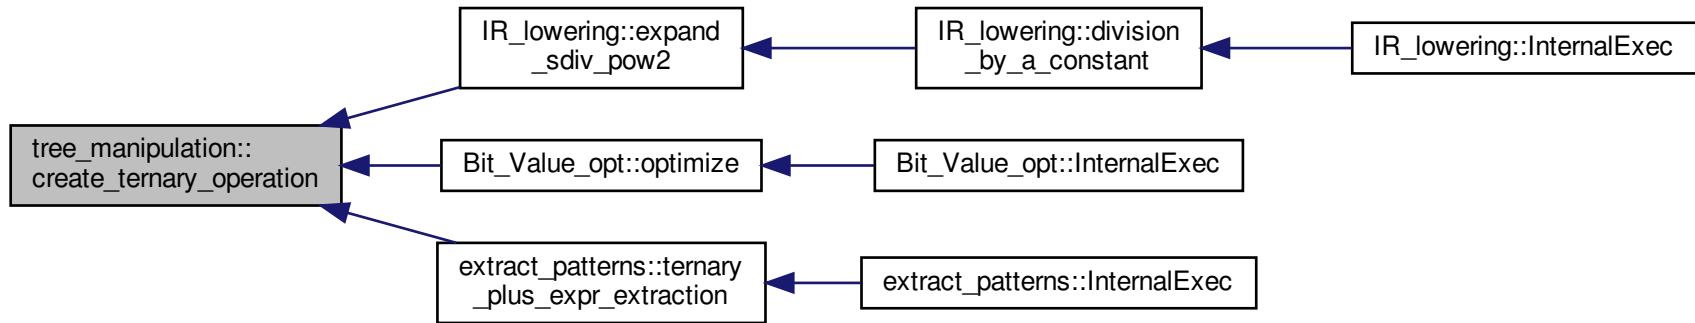 IR_lowering::expand
_sdiv_pow2
IR_lowering::division
_by_a_constant
IR_lowering::InternalExec
tree_manipulation::
create_ternary_operation
Bit_Value_opt::optimize
Bit_Value_opt::InternalExec
extract_patterns::ternary
_plus_expr_extraction
extract_patterns::InternalExec